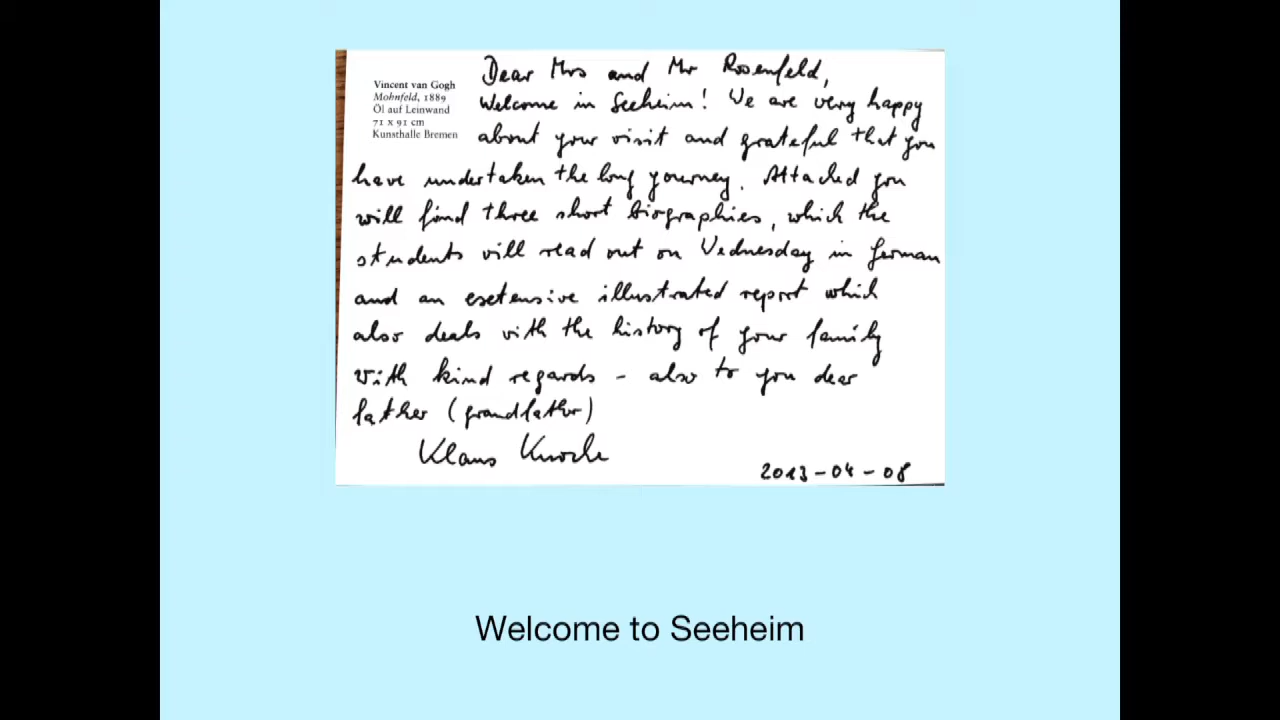 Vincent van Gogh
Mohnfeld, 1889
Öl auf Leinwand
71 x 91 cm
Kunsthalle Bremen
Dear Mrs and Mr Rosenfeld,
Welcome in Seeheim! We are very happy
about your visit and grateful that you
have undertaken the long yourney. Attached you
will find three short biographies, which the
students will read out on Wednesday in German
and an esetensive illustrated report which
also deals with the history of your family
With kind regards - also to you dear
father (grandfather)
Klaus
2013-04-08
Welcome to Seeheim